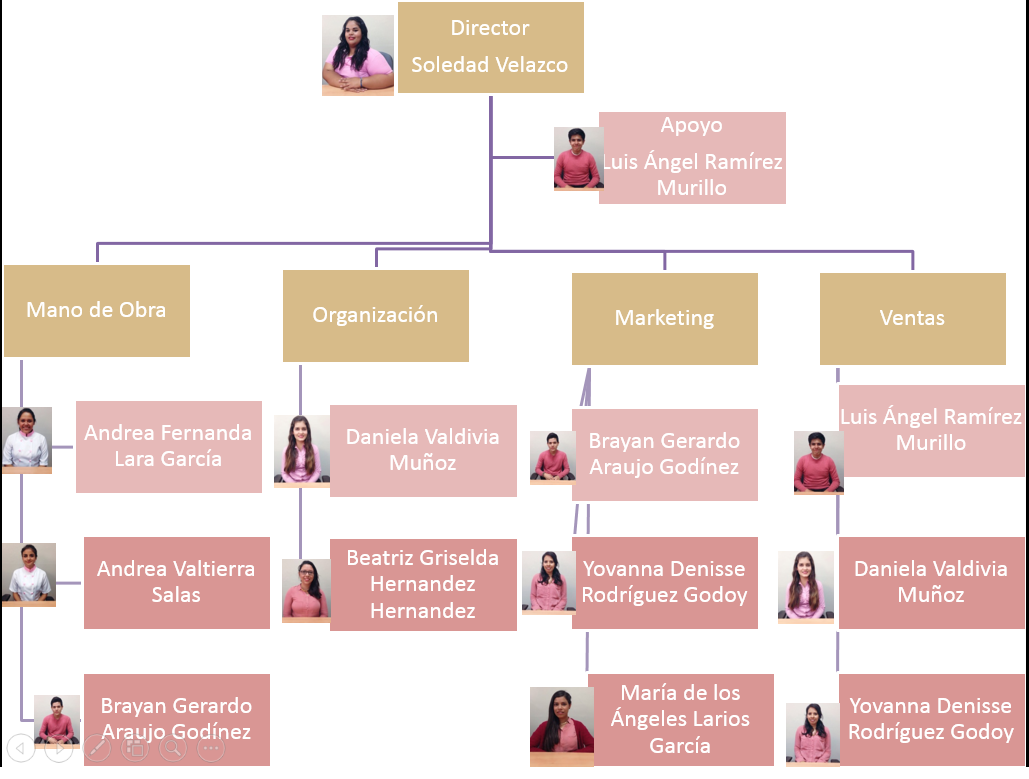 Director
Soledad Velazco
Apoyo
Luis Ángel Ramírez
Murillo
Mano de Obra
Organización
Marketing
Ventas
Andrea Fernanda
Lara García
Daniela Valdivia
Muñoz
Brayan Gerardo
Araujo Godínez
Luis Ángel Ramírez
Murillo
Andrea Valtierra
Salas
Beatriz Griselda
Hernandez
Hernandez
Yovanna Denisse
Rodríguez Godoy
Daniela Valdivia
Muñoz
Brayan Gerardo
Araujo Godínez
María de los
Ángeles Larios
García
Yovanna Denisse
Rodríguez Godoy